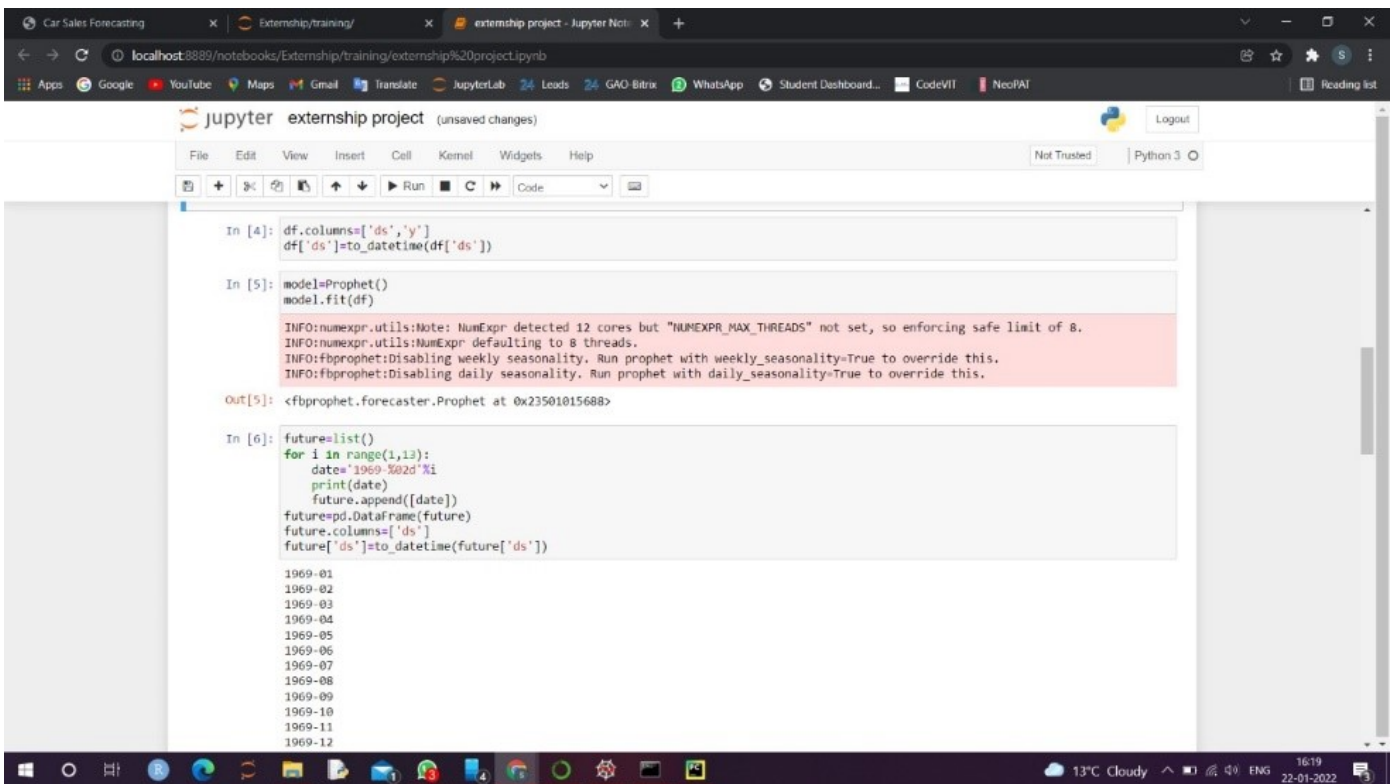 Car Sales Forecasting
Externship/training/
externship project - Jupyter Note
localhost:8889/notebooks/Externship/training/externship%20project.ipynb
Apps Google YouTube Maps Gmail Translate JupyterLab 24 Leads 24 GAO-Bitrix WhatsApp Student Dashboard... CodeVIT NeoPAT Reading list
jupyter externship project (unsaved changes) Logout
File Edit View Insert Cell Kernel Widgets Help Not Trusted Python 3
Run Code
In [4]: df.columns=['ds','y']
df['ds']=to_datetime(df['ds'])
In [5]: model=Prophet()
model.fit(df)
INFO:numexpr.utils:Note: NumExpr detected 12 cores but "NUMEXPR_MAX_THREADS" not set, so enforcing safe limit of 8.
INFO:numexpr.utils:NumExpr defaulting to 8 threads.
INFO:fbprophet:Disabling weekly seasonality. Run prophet with weekly_seasonality=True to override this.
INFO:fbprophet:Disabling daily seasonality. Run prophet with daily_seasonality=True to override this.
Out[5]: <fbprophet.forecaster.Prophet at 0x23501015688>
In [6]: future=list()
for i in range(1,13):
date='1969-%02d'%i
print(date)
future.append([date])
future=pd.DataFrame(future)
future.columns=['ds']
future['ds']=to_datetime(future['ds'])
1969-01
1969-02
1969-03
1969-04
1969-05
1969-06
1969-07
1969-08
1969-09
1969-10
1969-11
1969-12
13°C Cloudy ENG 16:19
22-01-2022